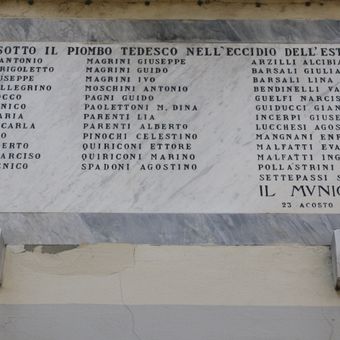 SOTTO IL PIOMBO TEDESCO NELL'ECCIDIO DELL'EST
ANTONIO
RIGOLETTO
USEPPE
ELLEGRINO
OCCO
NICO
ARIA
CARLA
O
BERTO
ARCISO
ENICO
MAGRINI GIUSEPPE
MAGRINI GUIDO
MAGRINI IVO
MOSCHINI ANTONIO
PAGNI GUIDO
PAOLETTONI M. DINA
PARENTI LIA
PARENTI ALBERTO
PINOCHI CELESTINO
QUIRICONI ETTORE
QUIRICONI MARINO
SPADONI AGOSTINO
ARZILLI ALCIBIA
BARSALI GIULIA
BARSALI LINA
BENDINELLI VA
GUELFI NARCIS
GUIDUCCI GIAN
INCERPI GIUSE
LUCCHESI AGOS
MANGNANI ENR
MALFATTI EVA
MALFATTI ING
POLLASTRINI
SETTEPASSI S
IL MVNIC
23 AGOSTO